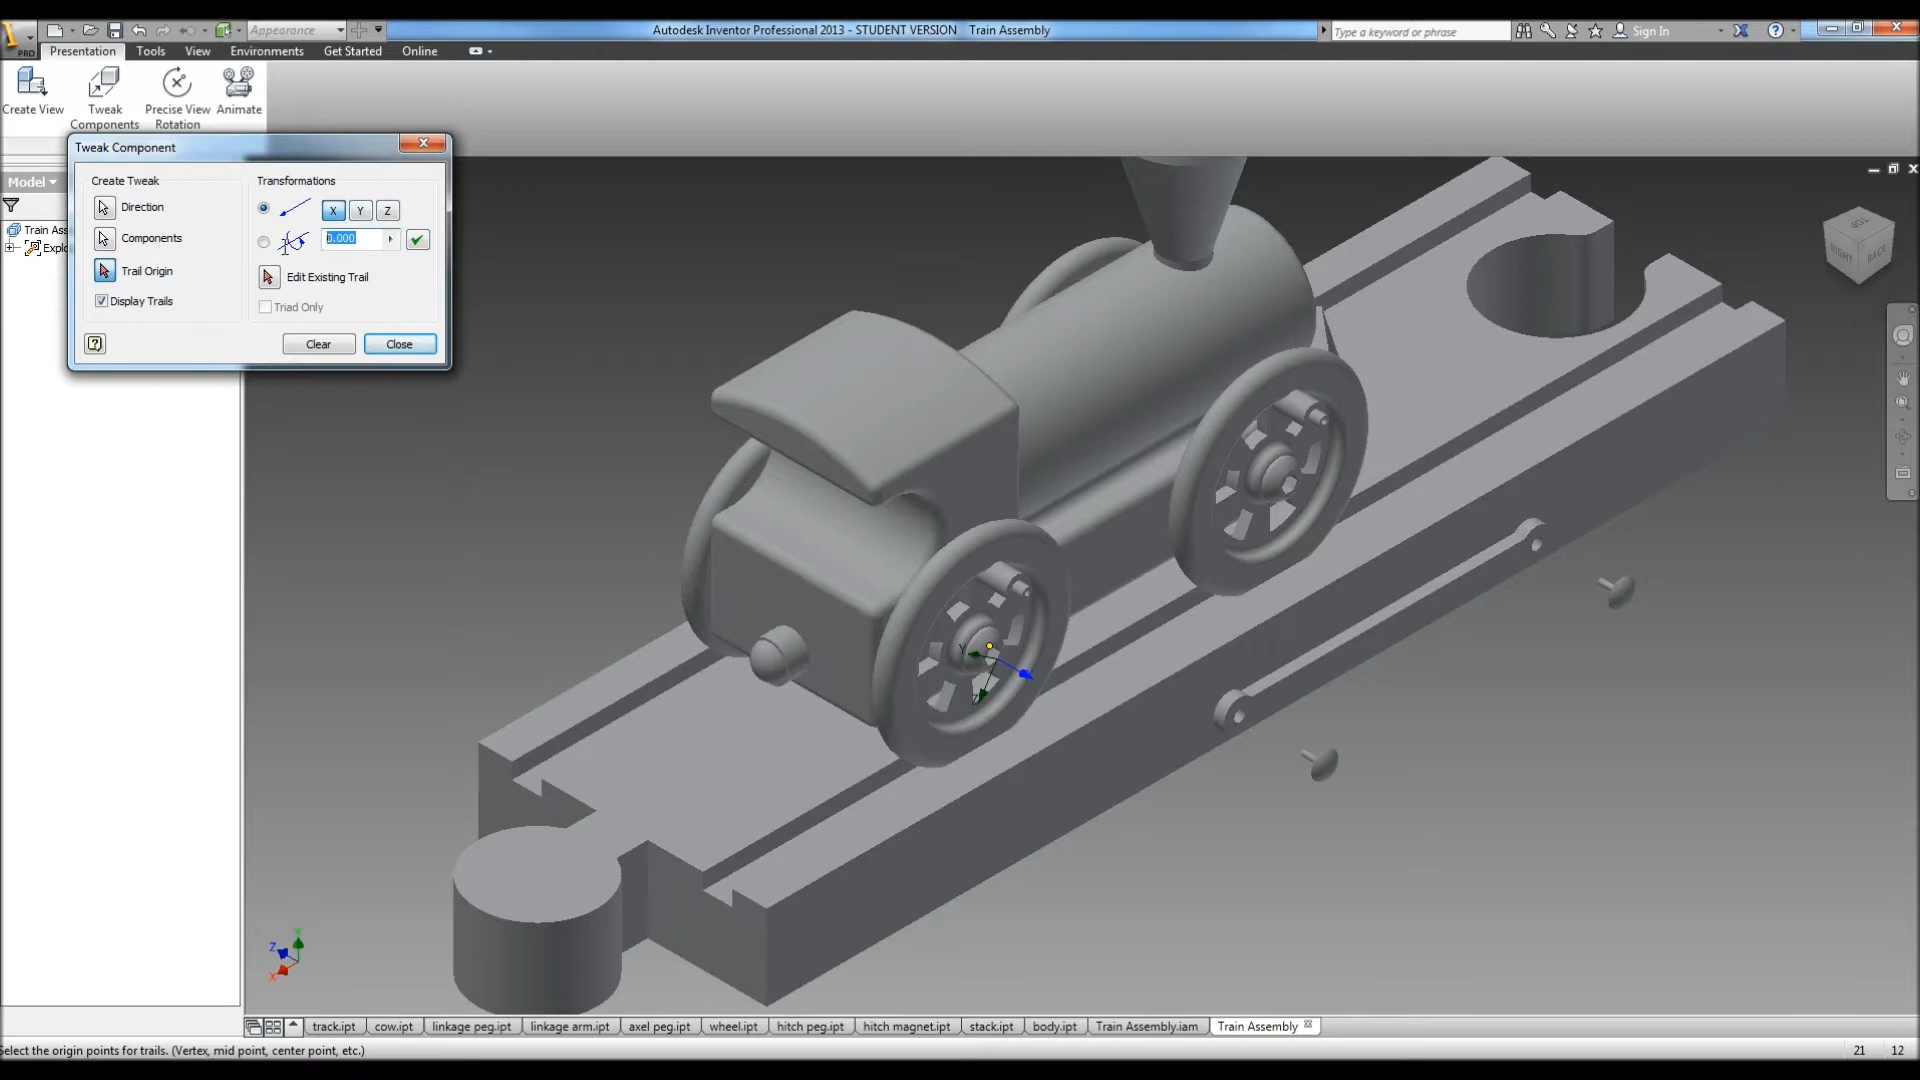 Appearance
Autodesk Inventor Professional 2013 - STUDENT VERSION Train Assembly
Type a keyword or phrase
Sign In
PRO
Presentation Tools View Environments Get Started Online
Create View
Tweak Components
Precise View Rotation
Animate
Tweak Component
Model
Train Ass
Explo
Create Tweak
Direction
Components
Trail Origin
Display Trails
Transformations
X Y Z
0.000
Edit Existing Trail
Triad Only
Clear Close
TOP
RIGHT BACK
Y
Z
Y
Z
X
track.ipt cow.ipt linkage peg.ipt linkage arm.ipt axel peg.ipt wheel.ipt hitch peg.ipt hitch magnet.ipt stack.ipt body.ipt Train Assembly.iam Train Assembly
Select the origin points for trails. (Vertex, mid point, center point, etc.)
21 12